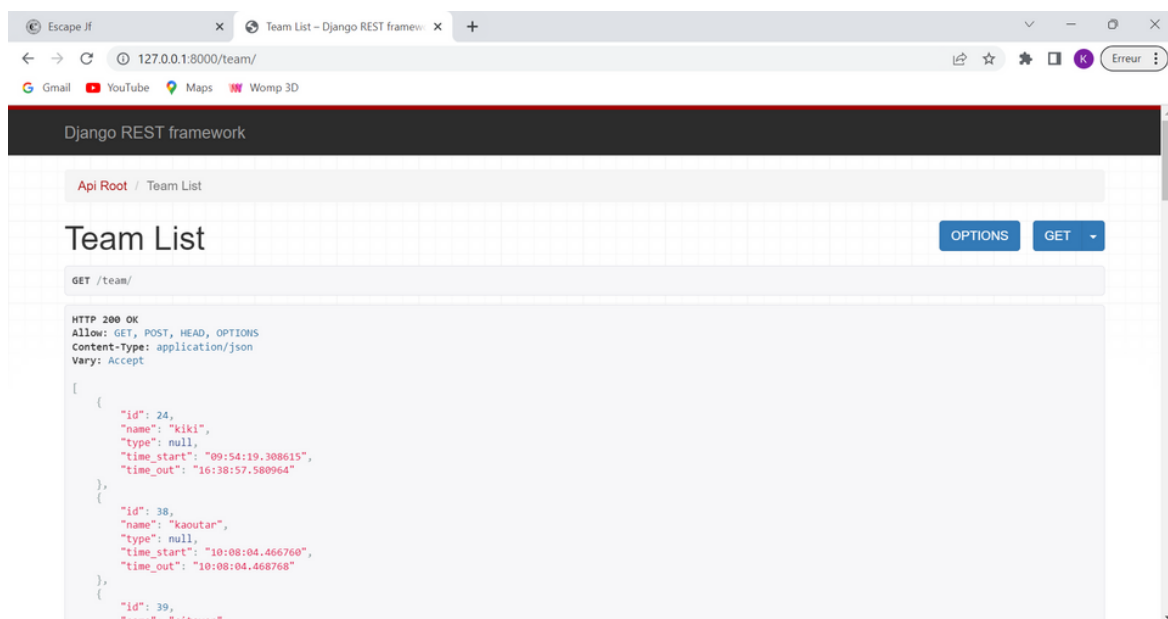 Escape Jf
Team List – Django REST framew
127.0.0.1:8000/team/
K
Erreur
Gmail
YouTube
Maps
Womp 3D
Django REST framework
Api Root / Team List
Team List
OPTIONS
GET
GET /team/
HTTP 200 OK
Allow: GET, POST, HEAD, OPTIONS
Content-Type: application/json
Vary: Accept
[
{
"id": 24,
"name": "kiki",
"type": null,
"time_start": "09:54:19.308615",
"time_out": "16:38:57.580964"
},
{
"id": 38,
"name": "kaoutar",
"type": null,
"time_start": "10:08:04.466760",
"time_out": "10:08:04.468768"
},
{
"id": 39,